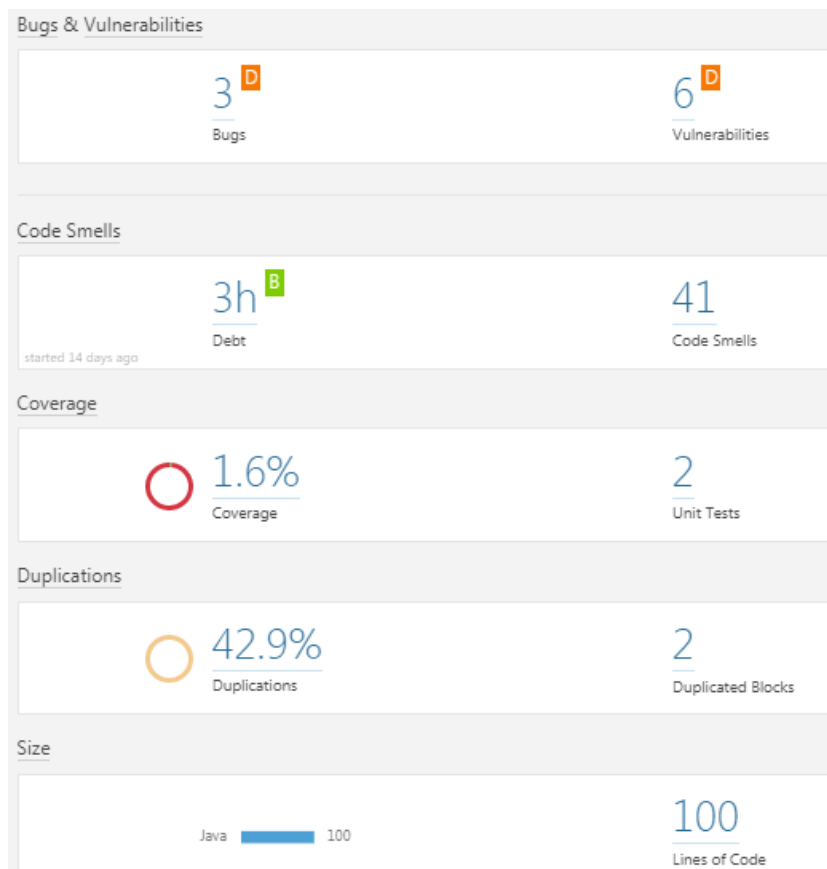 Bugs & Vulnerabilities
3 D
Bugs
6 D
Vulnerabilities
Code Smells
3h B
Debt
41
Code Smells
started 14 days ago
Coverage
1.6%
Coverage
2
Unit Tests
Duplications
42.9%
Duplications
2
Duplicated Blocks
Size
Java 100
100
Lines of Code